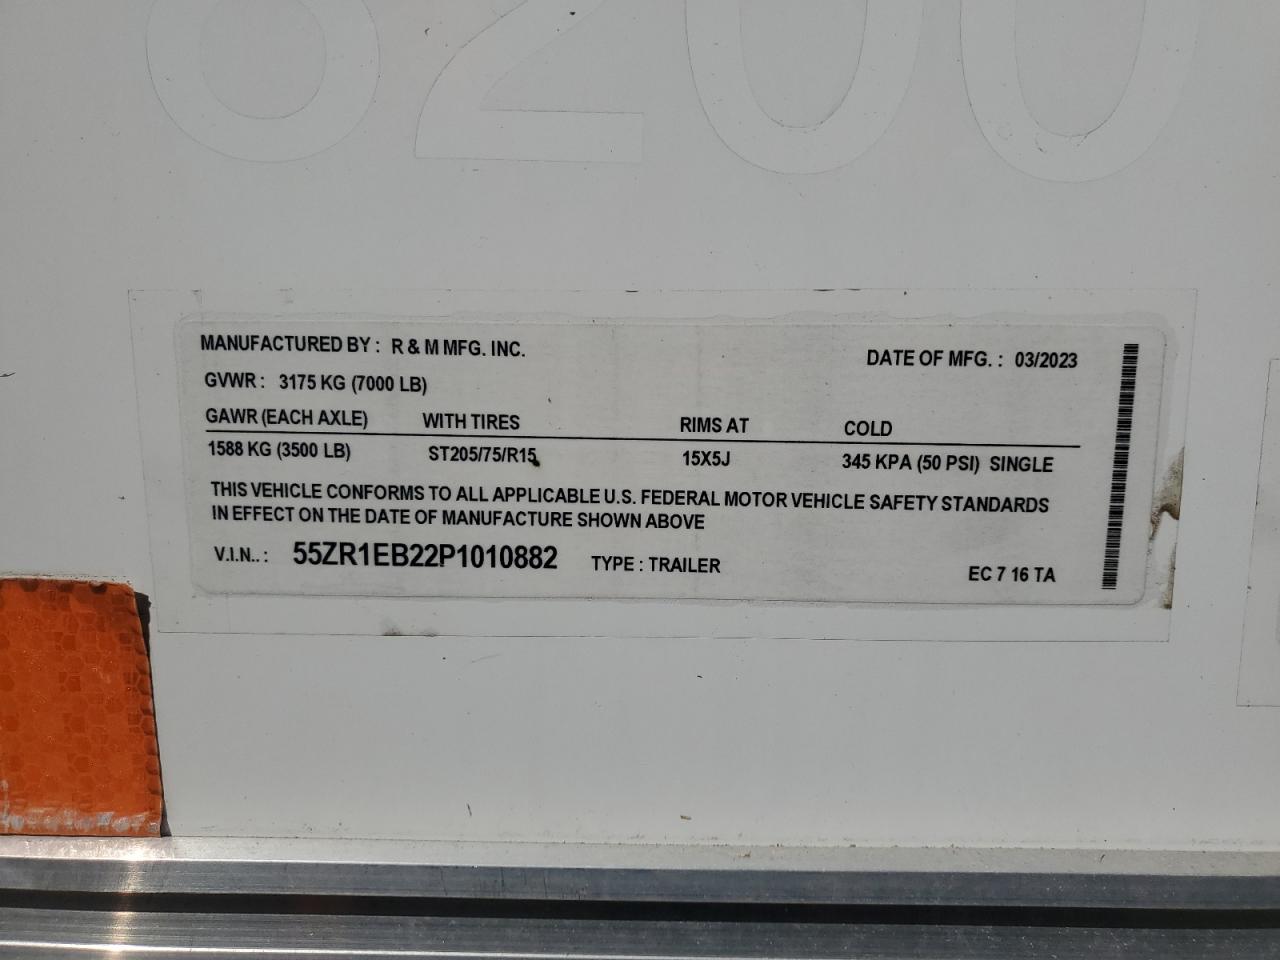 8200
MANUFACTURED BY : R & M MFG. INC.
DATE OF MFG. : 03/2023
GVWR : 3175 KG (7000 LB)
GAWR (EACH AXLE) WITH TIRES RIMS AT COLD
1588 KG (3500 LB) ST205/75/R15 15X5J 345 KPA (50 PSI) SINGLE
THIS VEHICLE CONFORMS TO ALL APPLICABLE U.S. FEDERAL MOTOR VEHICLE SAFETY STANDARDS
IN EFFECT ON THE DATE OF MANUFACTURE SHOWN ABOVE
V.I.N.. : 55ZR1EB22P1010882 TYPE : TRAILER
EC 7 16 TA